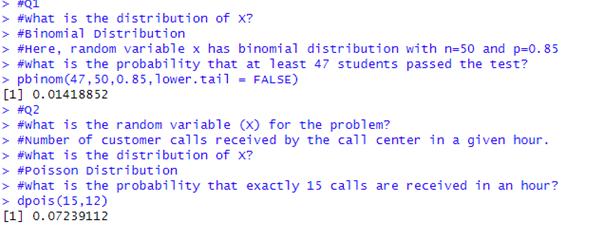 > #Q1
> #what is the distribution of X?
> #Binomial Distribution
> #Here, random variable x has binomial distribution with n=50 and p=0.85
> #what is the probability that at least 47 students passed the test?
> pbinom(47,50,0.85,lower.tail = FALSE)
[1] 0.01418852
> #Q2
> #what is the random variable (X) for the problem?
> #Number of customer calls received by the call center in a given hour.
> #what is the distribution of X?
> #Poisson Distribution
> #what is the probability that exactly 15 calls are received in an hour?
> dpois(15,12)
[1] 0.07239112